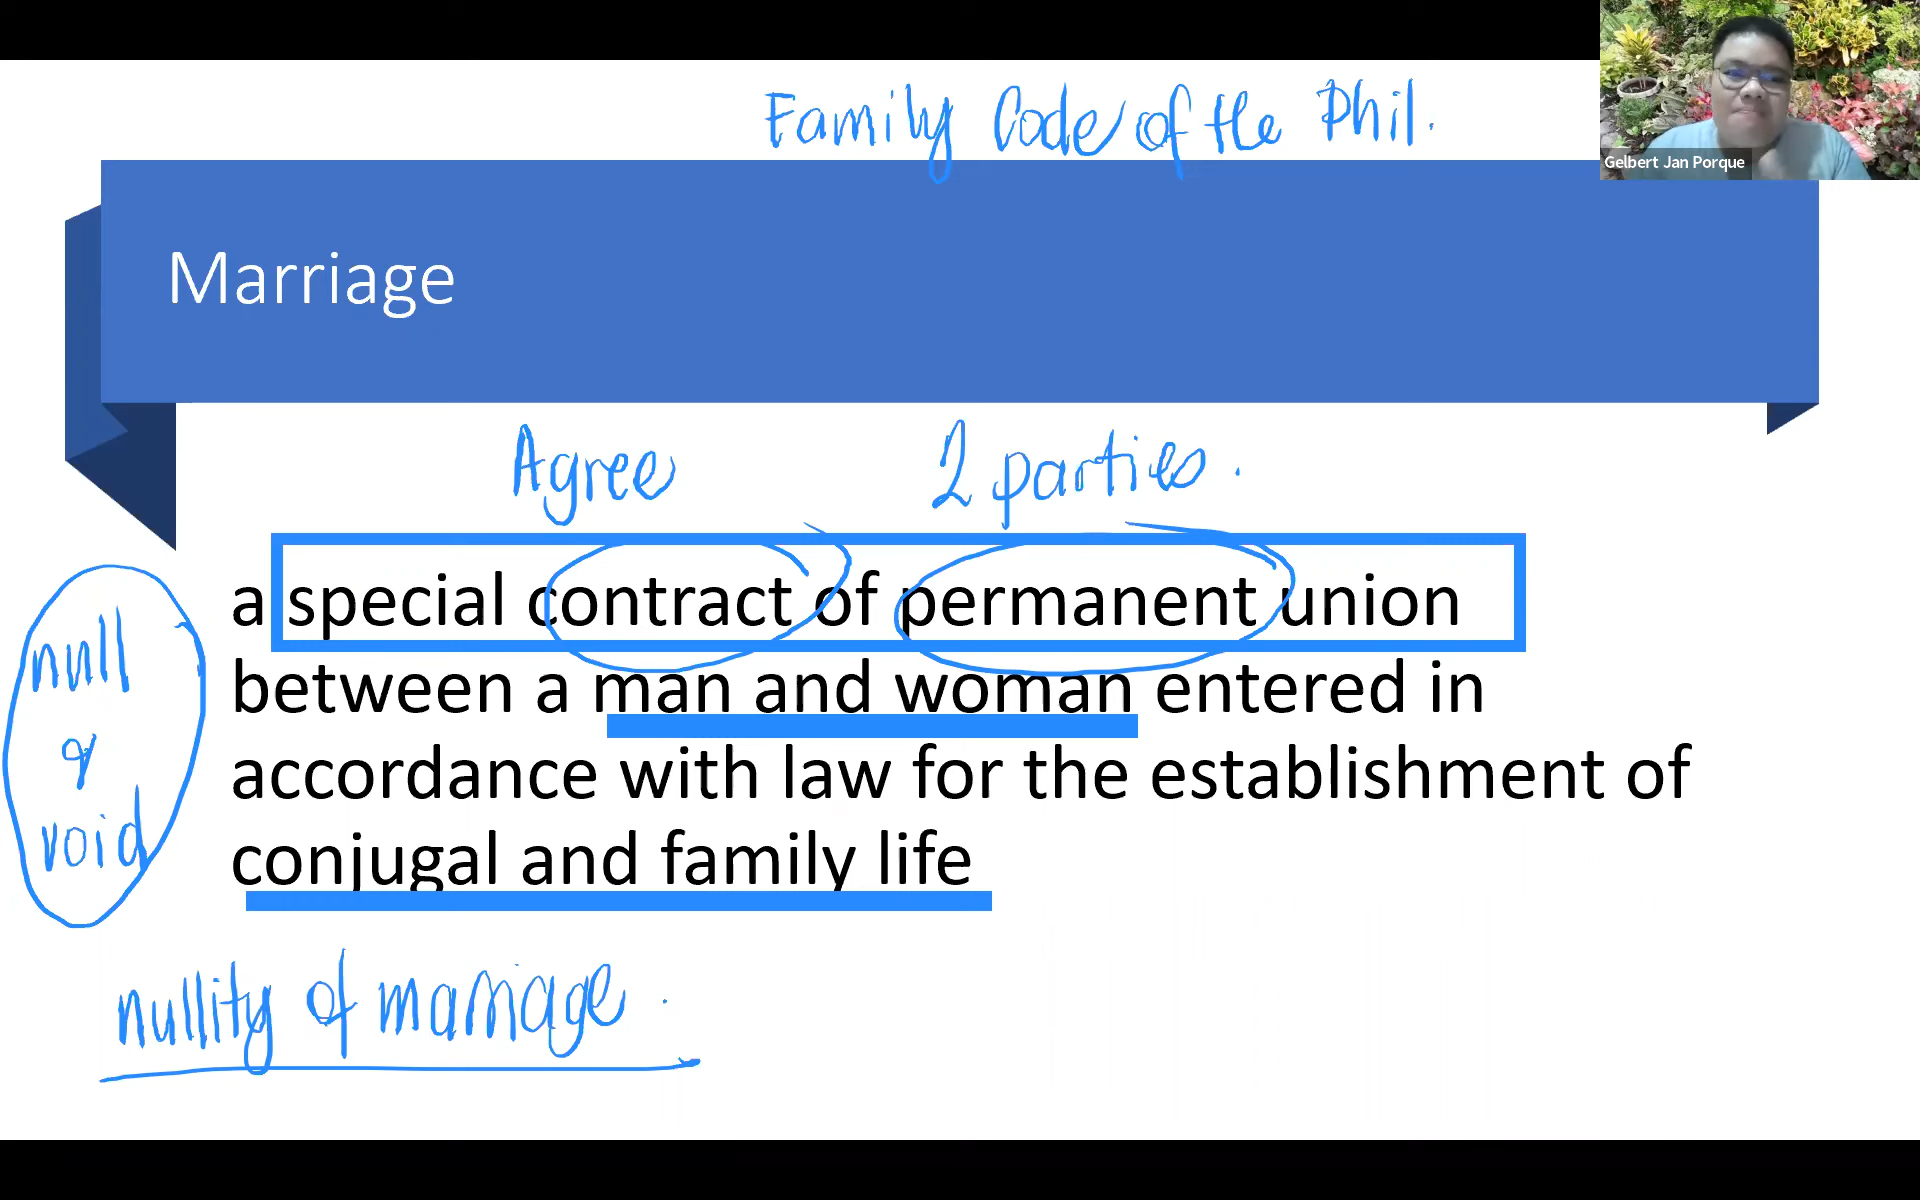 Family Code of the Phil.
Gelbert Jan Porque
Marriage
Agree 2 parties.
a special contract of permanent union
between a man and woman entered in
accordance with law for the establishment of
conjugal and family life
null
&
void
nullity of marriage.